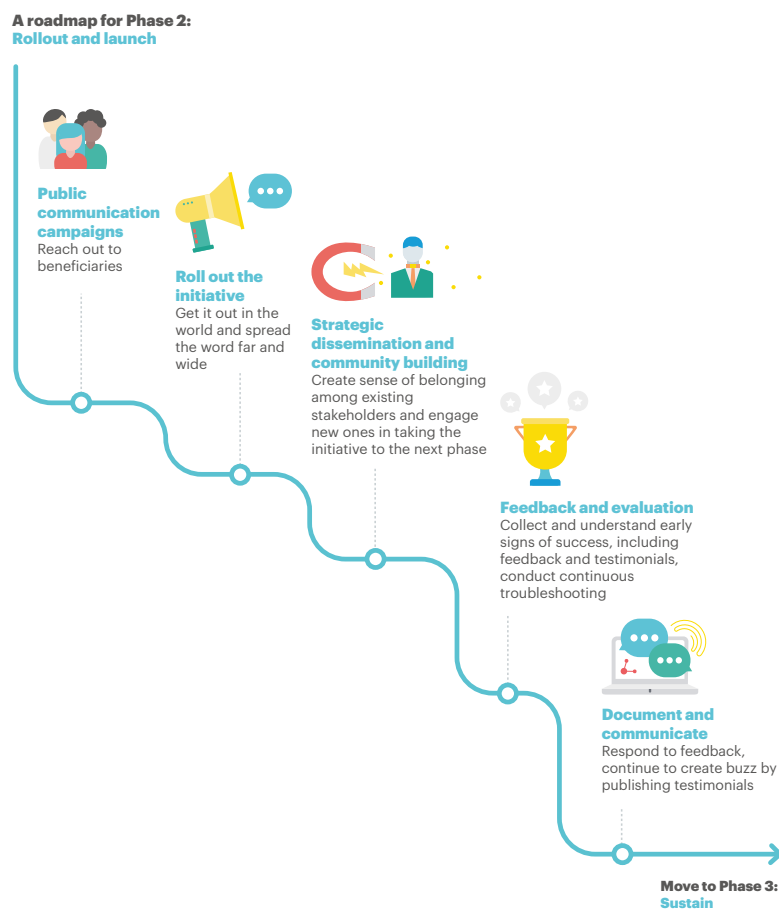 A roadmap for Phase 2:
Rollout and launch
Public
communication
campaigns
Reach out to
beneficiaries
Roll out the
initiative
Get it out in the
world and spread
the word far and
wide
Strategic
dissemination and
community building
Create sense of belonging
among existing
stakeholders and engage
new ones in taking the
initiative to the next phase
Feedback and evaluation
Collect and understand early
signs of success, including
feedback and testimonials,
conduct continuous
troubleshooting
Document and
communicate
Respond to feedback,
continue to create buzz by
publishing testimonials
Move to Phase 3:
Sustain